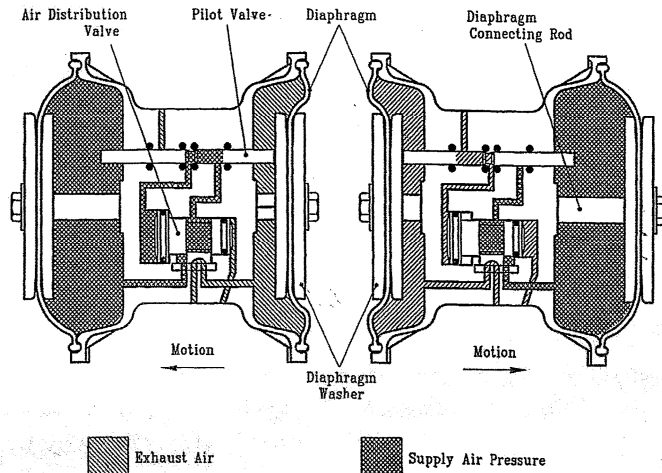 Air Distribution
Valve
Pilot Valve-
Diaphragm
Diaphragm
Connecting Rod
Motion
Diaphragm
Washer
Motion
Exhaust Air
Supply Air Pressure